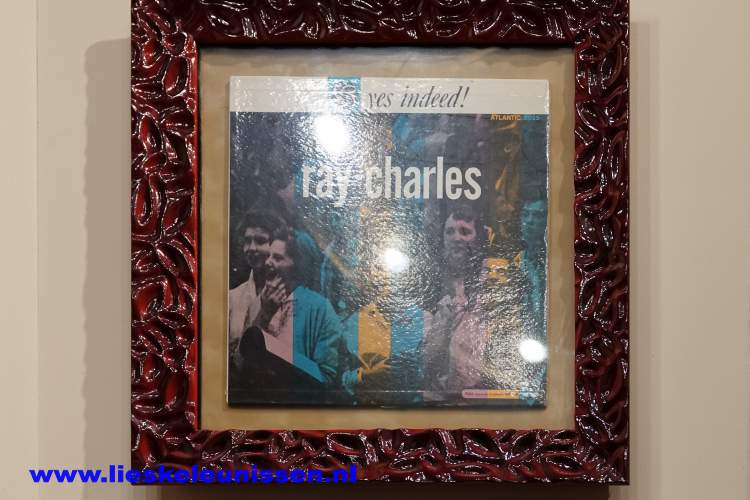 yes indeed!
ATLANTIC
ray charles
www.lieskeleunissen.nl